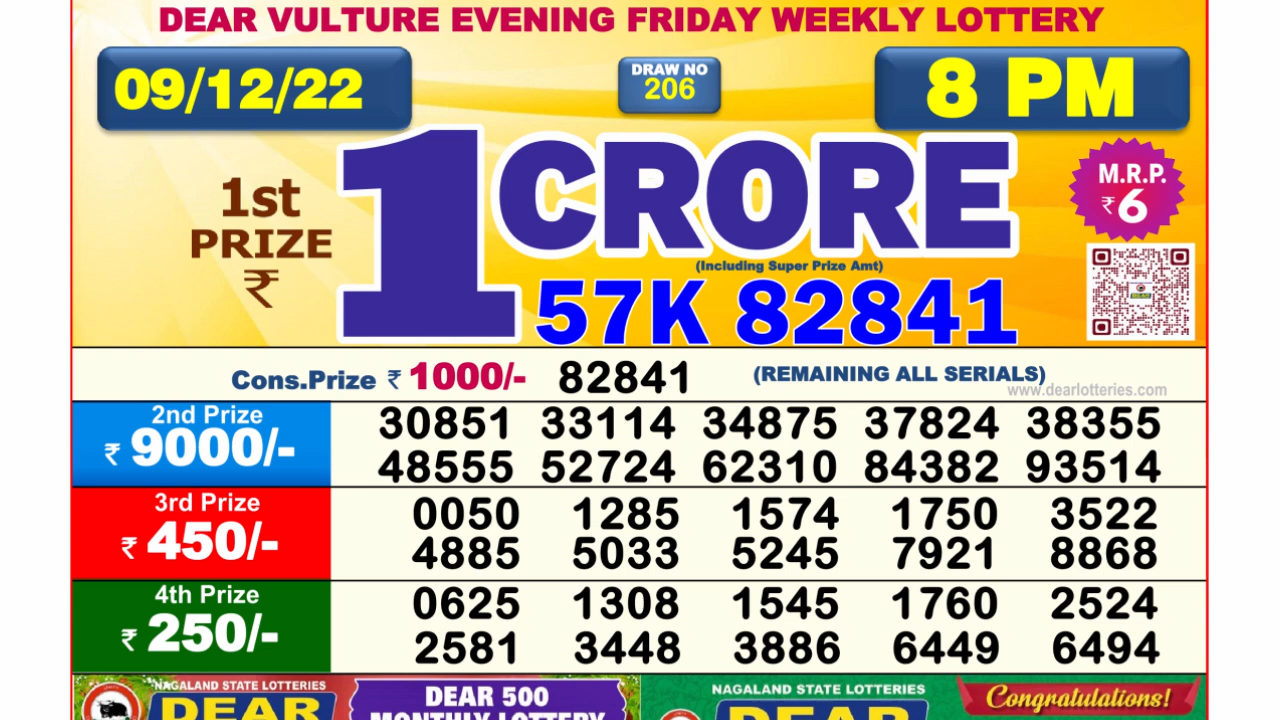 DEAR VULTURE EVENING FRIDAY WEEKLY LOTTERY
09/12/22
DRAW NO
206
8 PM
1st
PRIZE
₹
1 CRORE
(Including Super Prize Amt)
57K 82841
M.R.P.
₹6
Cons.Prize ₹ 1000/- 82841 (REMAINING ALL SERIALS)
www.dearlotteries.com
2nd Prize
₹ 9000/-
30851 33114 34875 37824 38355
48555 52724 62310 84382 93514
3rd Prize
₹ 450/-
0050 1285 1574 1750 3522
4885 5033 5245 7921 8868
4th Prize
₹ 250/-
0625 1308 1545 1760 2524
2581 3448 3886 6449 6494
NAGALAND STATE LOTTERIES
DEAR
DEAR 500
MONTHLY LOTTERY
NAGALAND STATE LOTTERIES
DEAR
Congratulations!